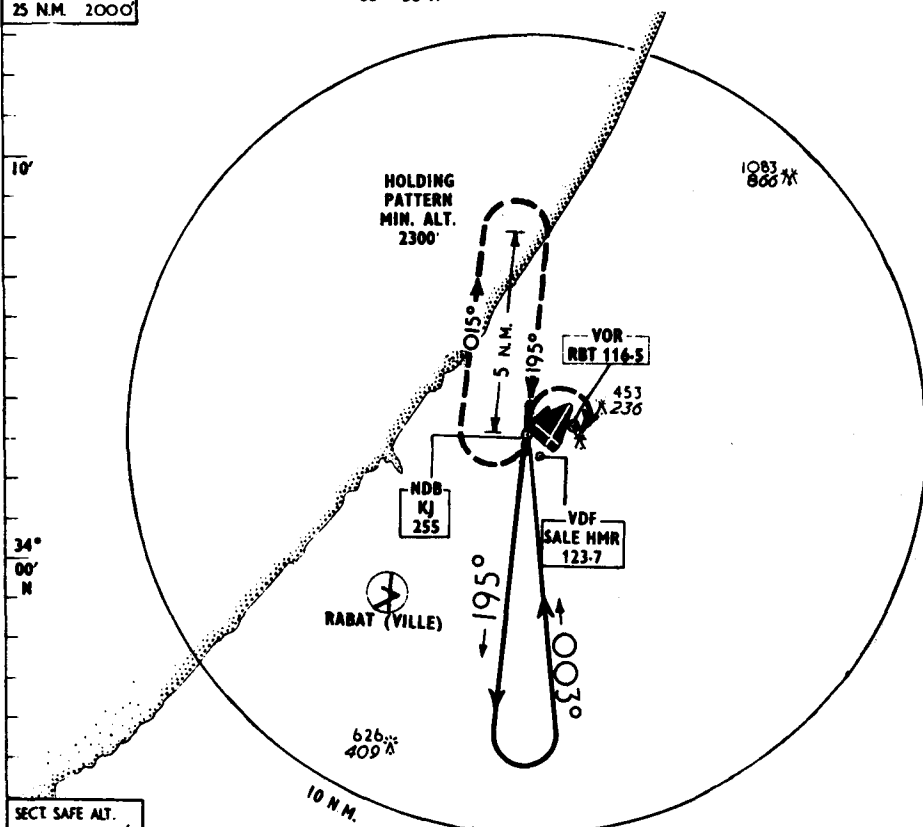 25 N.M. 2000'
10'
HOLDING
PATTERN
MIN. ALT.
2300'
1083
866
015°
5 N.M.
195°
VOR
RBT 116·5
453
236
NDB
KJ
255
VDF
SALE HMR
123·7
34°
00'
N
195°
003°
RABAT (VILLE)
626
409
10 N.M.
SECT SAFE ALT.